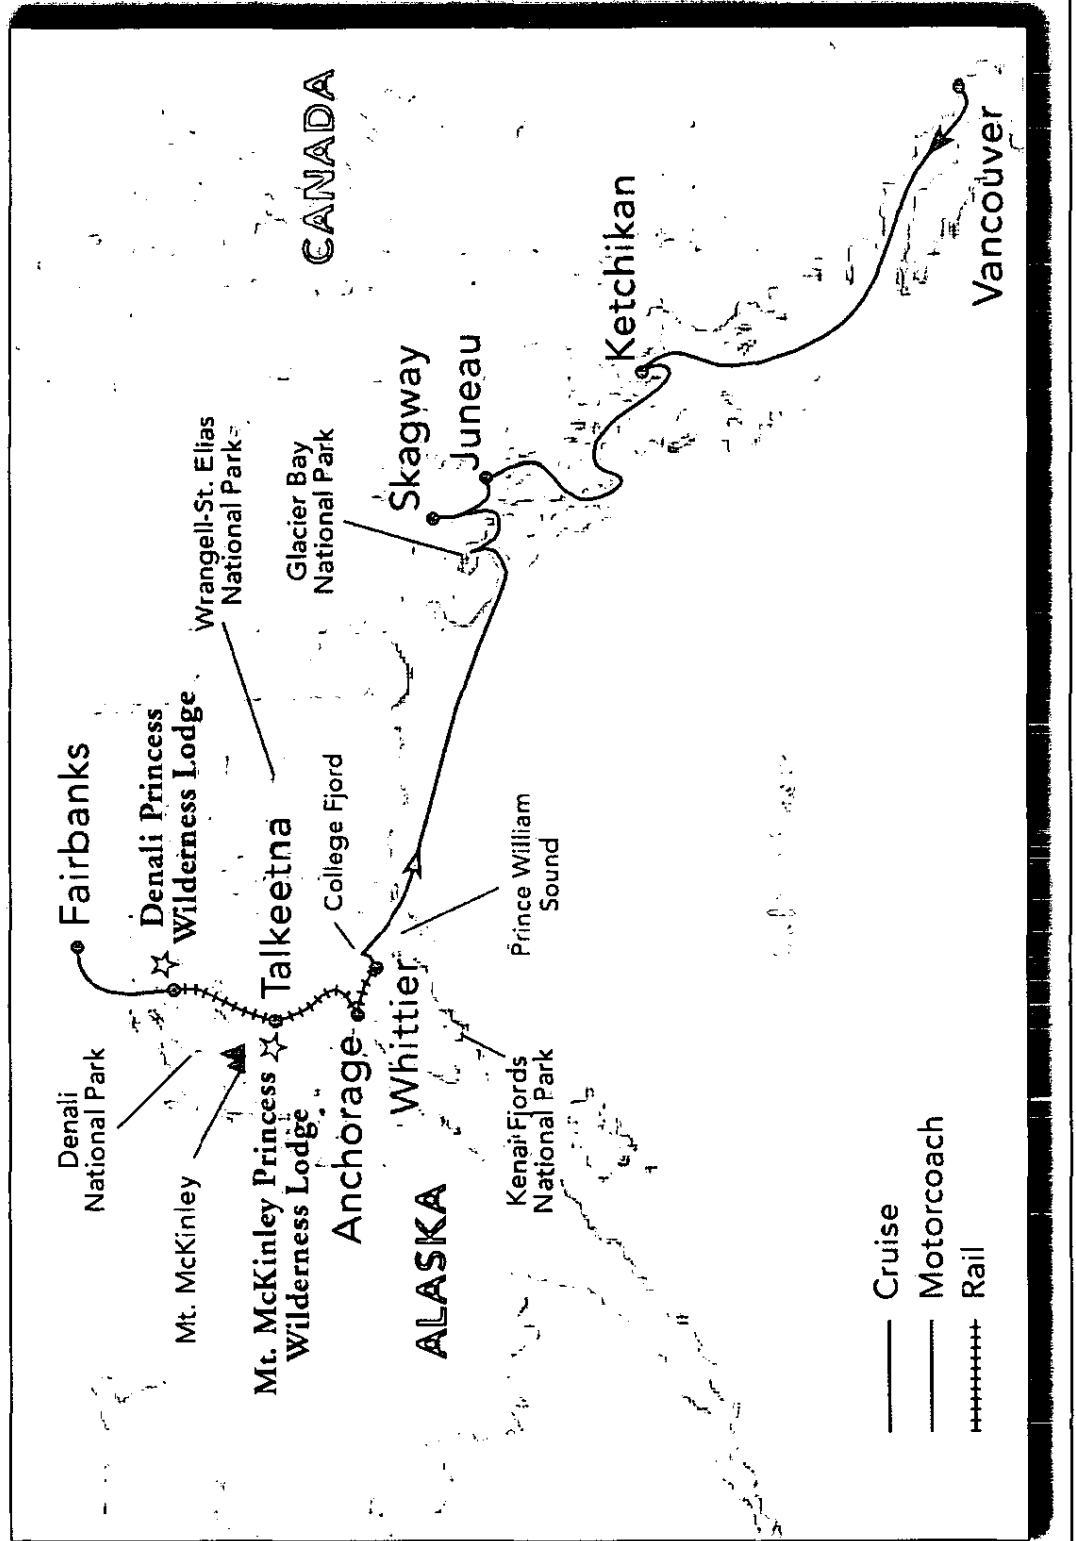 Fairbanks
Denali Princess
Wilderness Lodge
Denali
National Park
Mt. McKinley
Mt. McKinley Princess
Wilderness Lodge
Talkeetna
Wrangell-St. Elias
National Park
Glacier Bay
National Park
CANADA
College Fjord
Anchorage
Whittier
Skagway
Juneau
Prince William
Sound
Kenai Fjords
National Park
ALASKA
Ketchikan
Vancouver
Cruise
Motorcoach
Rail